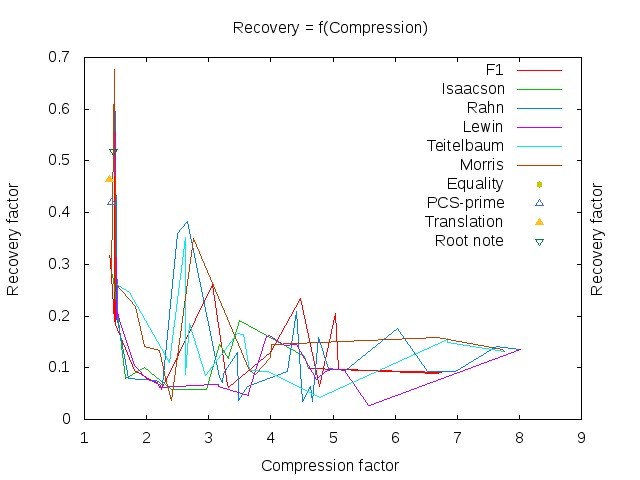 Recovery = f(Compression)
0.7
0.6
0.5
0.4
0.3
0.2
0.1
0
Recovery factor
F1
Isaacson
Rahn
Lewin
Teitelbaum
Morris
Equality
PCS-prime
Translation
Root note
Recovery factor
1 2 3 4 5 6 7 8 9
Compression factor